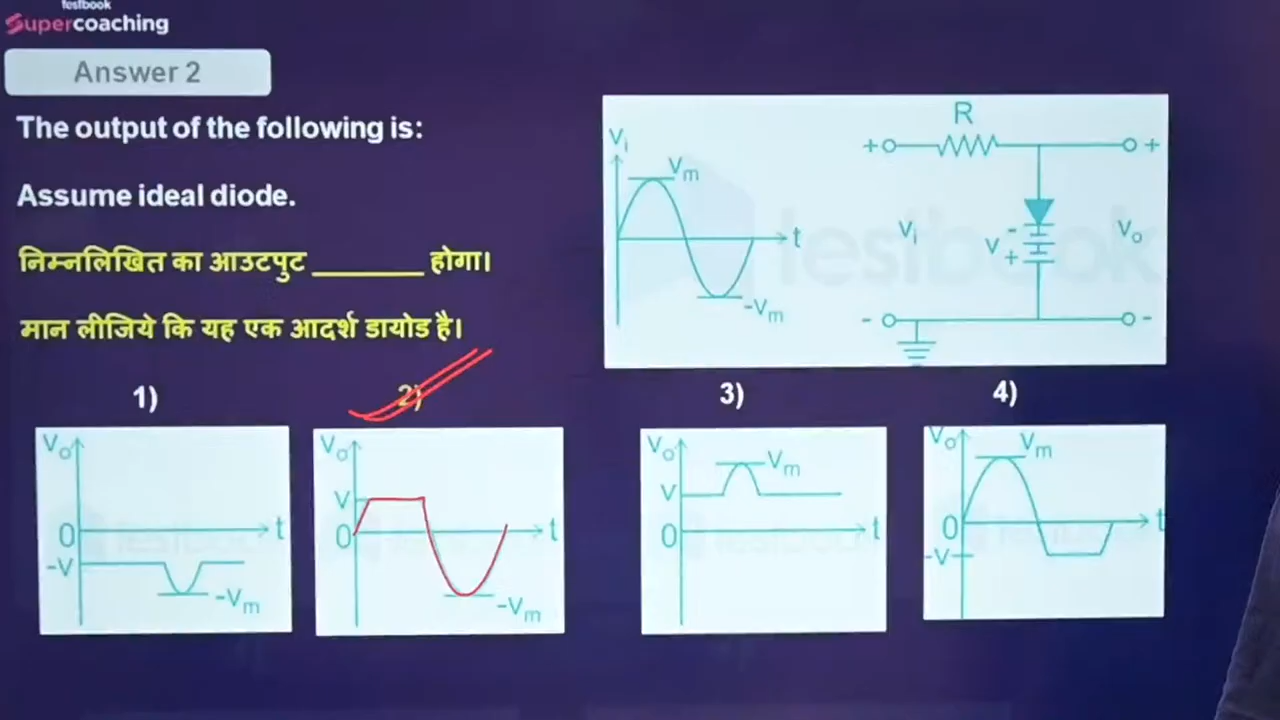 testbook
Supercoaching
Answer 2
The output of the following is:
Assume ideal diode.
निम्नलिखित का आउटपुट ________ होगा।
मान लीजिये कि यह एक आदर्श डायोड है।
Vi
Vm
t
-Vm
R
+ +
Vi
-
V
+
Vo
- -
testbook
1)
2)
3)
4)
Vo
0
-V
t
-Vm
Vo
V
0
t
-Vm
Vo
Vm
V
0
t
Vo
Vm
0
-V
t